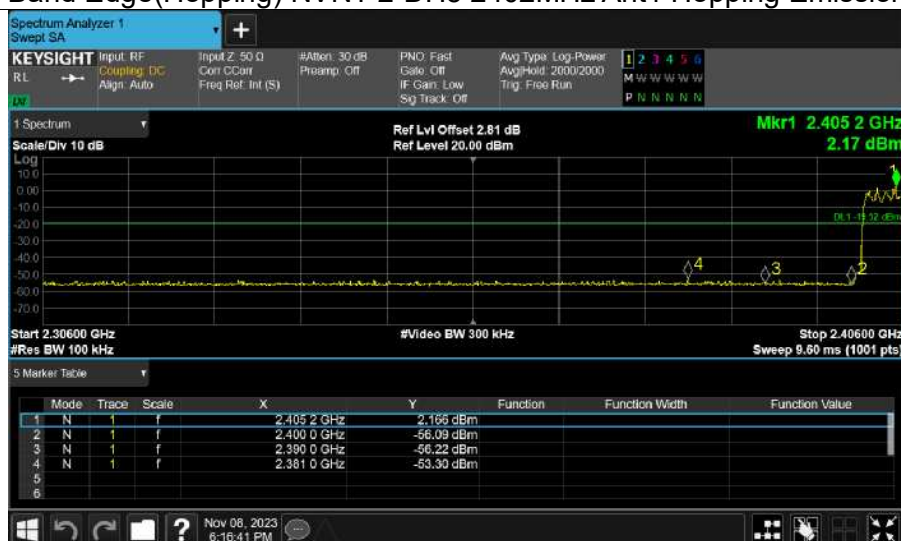 Band Edge(Hopping) NVNT 2-DH5 2402MHz Ant1 Hopping Emission
Spectrum Analyzer 1
Swept SA
+
KEYSIGHT
RL
Input: RF
Coupling: DC
Align: Auto
Input Z: 50 Ω
Corr CCorr
Freq Ref: Int (S)
#Atten: 30 dB
Preamp: Off
PNO: Fast
Gate: Off
IF Gain: Low
Sig Track: Off
Avg Type: Log-Power
Avg|Hold: 2000/2000
Trig: Free Run
1 2 3 4 5 6
M W W W W W
P N N N N N
1 Spectrum
Scale/Div 10 dB
Ref Lvl Offset 2.81 dB
Ref Level 20.00 dBm
Mkr1 2.405 2 GHz
2.17 dBm
Log
10.0
0.00
-10.0
-20.0
-30.0
-40.0
-50.0
-60.0
-70.0
1
DL1 -19.52 dBm
4
3
2
Start 2.30600 GHz
#Video BW 300 kHz
Stop 2.40600 GHz
#Res BW 100 kHz
Sweep 9.60 ms (1001 pts)
5 Marker Table
Mode Trace Scale X Y Function Function Width Function Value
1 N 1 f 2.405 2 GHz 2.166 dBm
2 N 1 f 2.400 0 GHz -56.09 dBm
3 N 1 f 2.390 0 GHz -56.22 dBm
4 N 1 f 2.381 0 GHz -53.30 dBm
5
6
?
Nov 08, 2023
6:16:41 PM